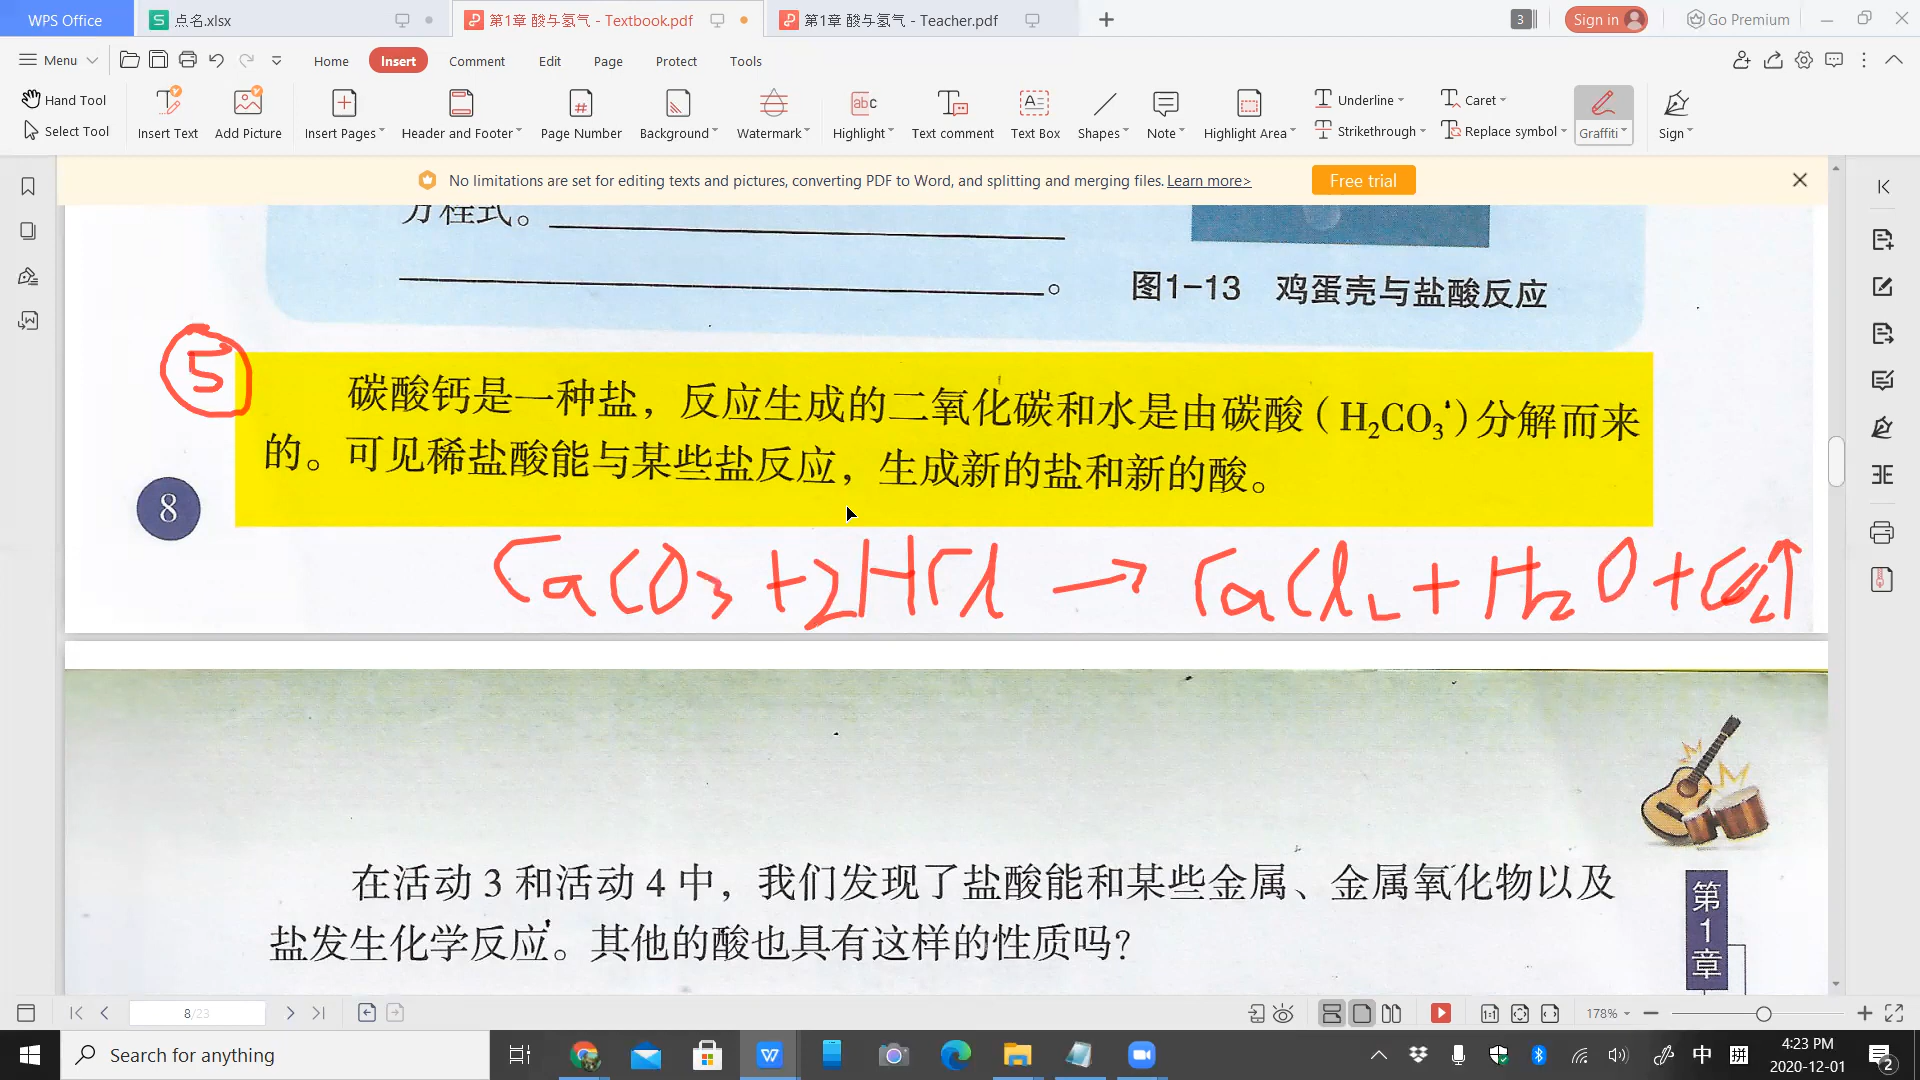 WPS Office
点名.xlsx
第1章 酸与氢气 - Textbook.pdf
第1章 酸与氢气 - Teacher.pdf
3
Sign in
Go Premium
Menu
Home
Insert
Comment
Edit
Page
Protect
Tools
Hand Tool
Select Tool
Insert Text
Add Picture
Insert Pages
Header and Footer
Page Number
Background
Watermark
Highlight
Text comment
Text Box
Shapes
Note
Highlight Area
Underline
Strikethrough
Caret
Replace symbol
Graffiti
Sign
No limitations are set for editing texts and pictures, converting PDF to Word, and splitting and merging files. Learn more>
Free trial
方程式。
。
图1-13 鸡蛋壳与盐酸反应
5
碳酸钙是一种盐，反应生成的二氧化碳和水是由碳酸（H₂CO₃）分解而来
的。可见稀盐酸能与某些盐反应，生成新的盐和新的酸。
8
CaCO₃+2HCl → CaCl₂+H₂O+CO₂↑
在活动 3 和活动 4 中，我们发现了盐酸能和某些金属、金属氧化物以及
盐发生化学反应。其他的酸也具有这样的性质吗？
第1章
8/23
178%
Search for anything
中
拼
4:23 PM
2020-12-01
2